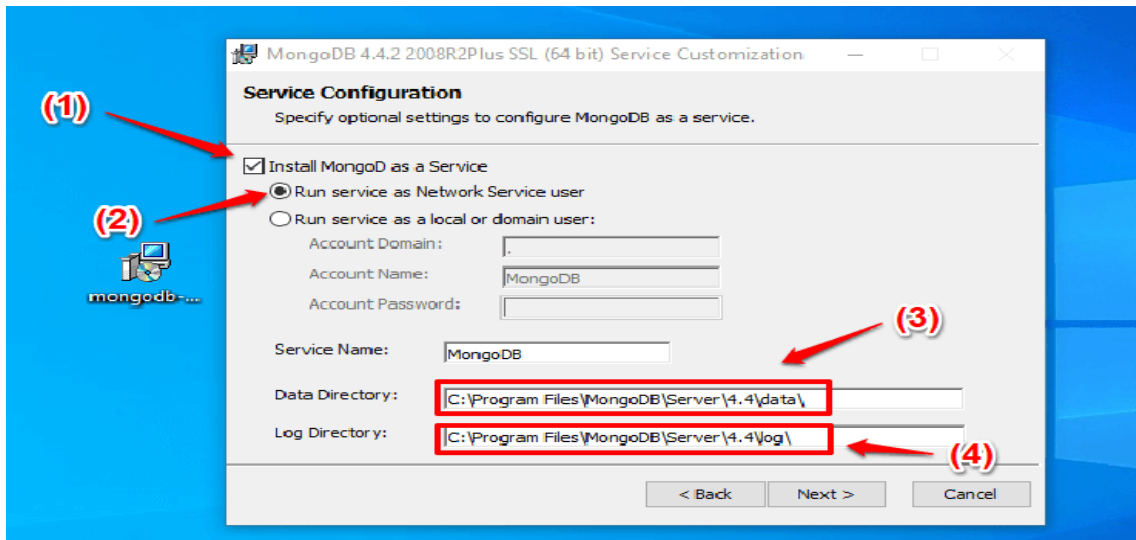 MongoDB 4.4.2 2008R2Plus SSL (64 bit) Service Customization
Service Configuration
(1)
Specify optional settings to configure MongoDB as a service.
Install MongoD as a Service
Run service as Network Service user
(2)
Run service as a local or domain user:
Account Domain: .
Account Name: MongoDB
mongodb-...
Account Password:
(3)
Service Name: MongoDB
Data Directory: C:\Program Files\MongoDB\Server\4.4\data\
Log Directory: C:\Program Files\MongoDB\Server\4.4\log\
(4)
< Back Next > Cancel